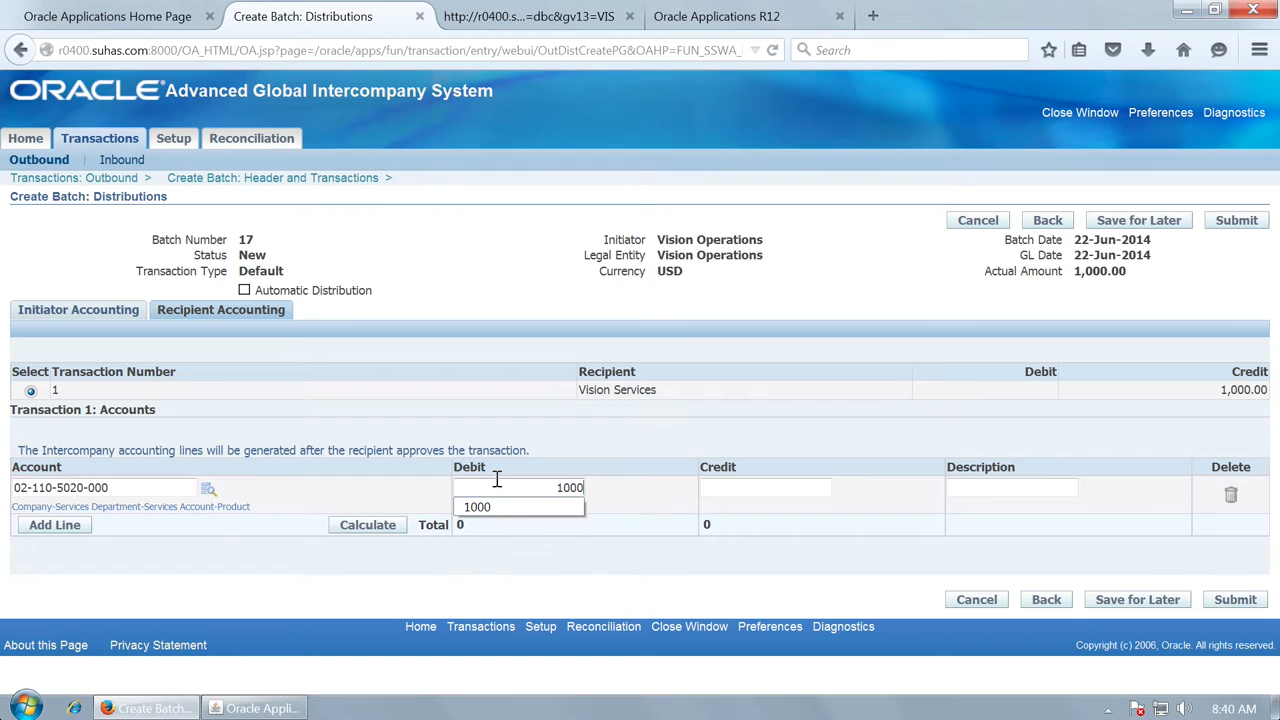 Oracle Applications Home Page
Create Batch: Distributions
http://r0400.s...=dbc&gv13=VIS
Oracle Applications R12
r0400.suhas.com:8000/OA_HTML/OA.jsp?page=/oracle/apps/fun/transaction/entry/webui/OutDistCreatePG&OAHP=FUN_SSWA_
Search
ORACLE Advanced Global Intercompany System
Close Window Preferences Diagnostics
Home Transactions Setup Reconciliation
Outbound | Inbound
Transactions: Outbound > Create Batch: Header and Transactions >
Create Batch: Distributions
Cancel Back Save for Later Submit
Batch Number 17 Initiator Vision Operations Batch Date 22-Jun-2014
Status New Legal Entity Vision Operations GL Date 22-Jun-2014
Transaction Type Default Currency USD Actual Amount 1,000.00
Automatic Distribution
Initiator Accounting Recipient Accounting
Select Transaction Number Recipient Debit Credit
1 Vision Services 1,000.00
Transaction 1: Accounts
The Intercompany accounting lines will be generated after the recipient approves the transaction.
Account Debit Credit Description Delete
02-110-5020-000 1000
Company-Services Department-Services Account-Product 1000
Add Line Calculate Total 0 0
Cancel Back Save for Later Submit
Home Transactions Setup Reconciliation Close Window Preferences Diagnostics
About this Page Privacy Statement Copyright (c) 2006, Oracle. All rights reserved.
Create Batch... Oracle Appli... 8:40 AM